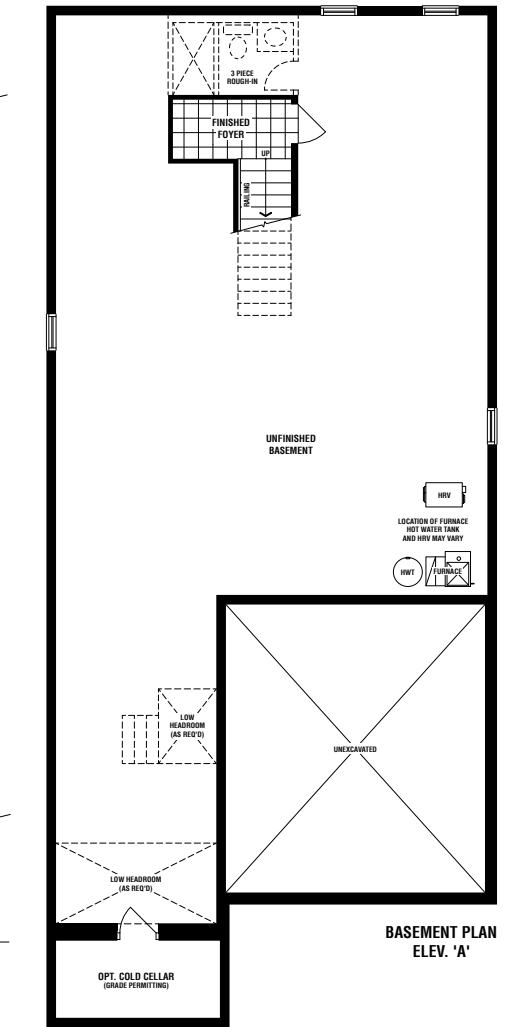 3 PIECE
ROUGH-IN
FINISHED
FOYER
UP
RAILING
UNFINISHED
BASEMENT
HRV
LOCATION OF FURNACE
HOT WATER TANK
AND HRV MAY VARY
HWT
FURNACE
LOW
HEADROOM
(AS REQ'D)
UNEXCAVATED
LOW HEADROOM
(AS REQ'D)
BASEMENT PLAN
ELEV. 'A'
OPT. COLD CELLAR
(GRADE PERMITTING)